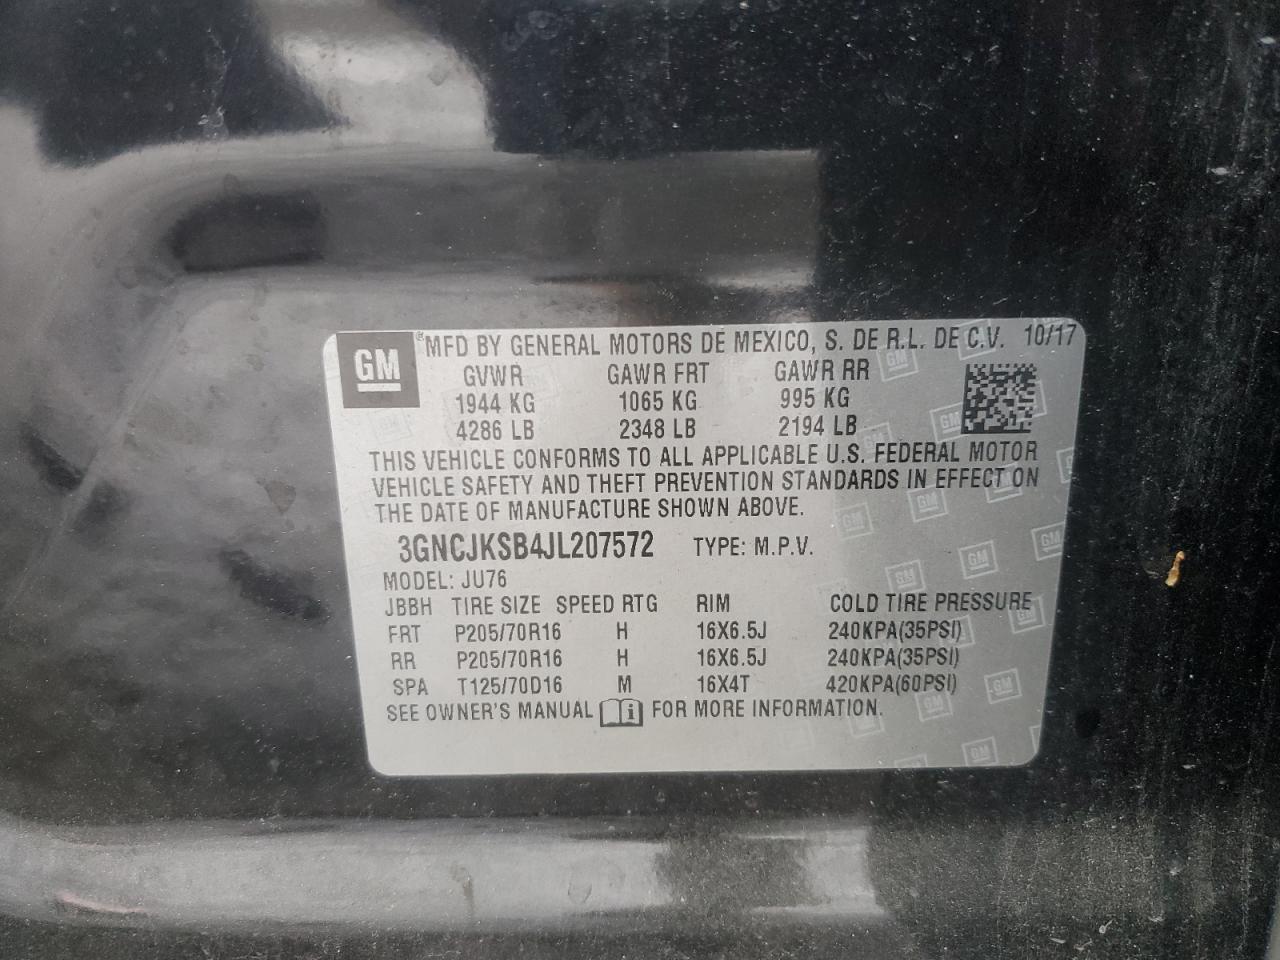 GM
®MFD BY GENERAL MOTORS DE MEXICO, S. DE R.L. DE C.V. 10/17
GVWR GAWR FRT GAWR RR
1944 KG 1065 KG 995 KG
4286 LB 2348 LB 2194 LB
THIS VEHICLE CONFORMS TO ALL APPLICABLE U.S. FEDERAL MOTOR
VEHICLE SAFETY AND THEFT PREVENTION STANDARDS IN EFFECT ON
THE DATE OF MANUFACTURE SHOWN ABOVE.
3GNCJKSB4JL207572 TYPE: M.P.V.
MODEL: JU76
JBBH TIRE SIZE SPEED RTG RIM COLD TIRE PRESSURE
FRT P205/70R16 H 16X6.5J 240KPA(35PSI)
RR P205/70R16 H 16X6.5J 240KPA(35PSI)
SPA T125/70D16 M 16X4T 420KPA(60PSI)
SEE OWNER'S MANUAL FOR MORE INFORMATION.